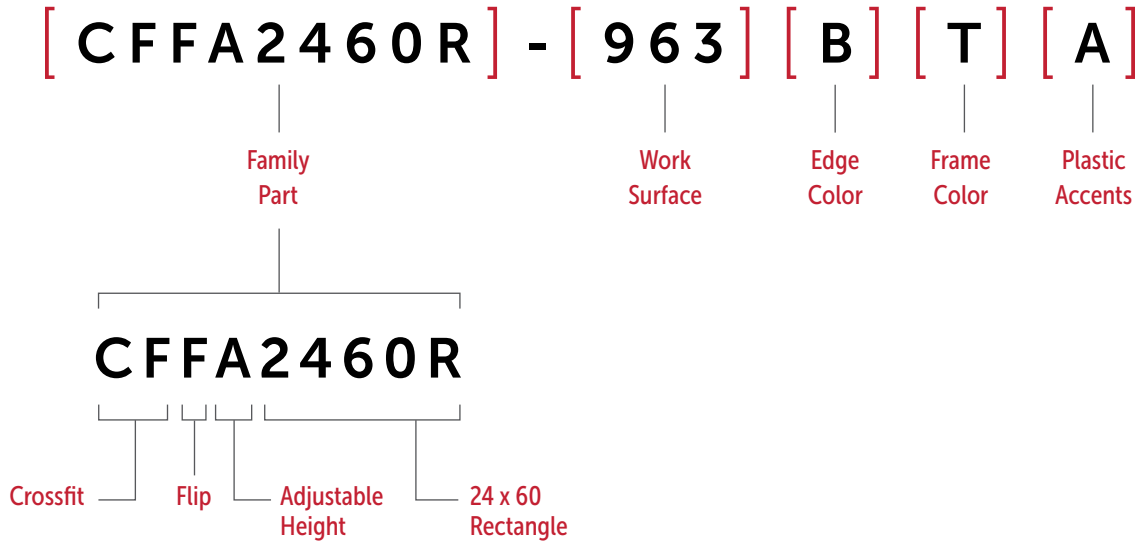 [CFFA2460R] - [963] [B] [T] [A]
Family
Part
Work
Surface
Edge
Color
Frame
Color
Plastic
Accents
CFFA2460R
Crossfit
Flip
Adjustable
Height
24 x 60
Rectangle